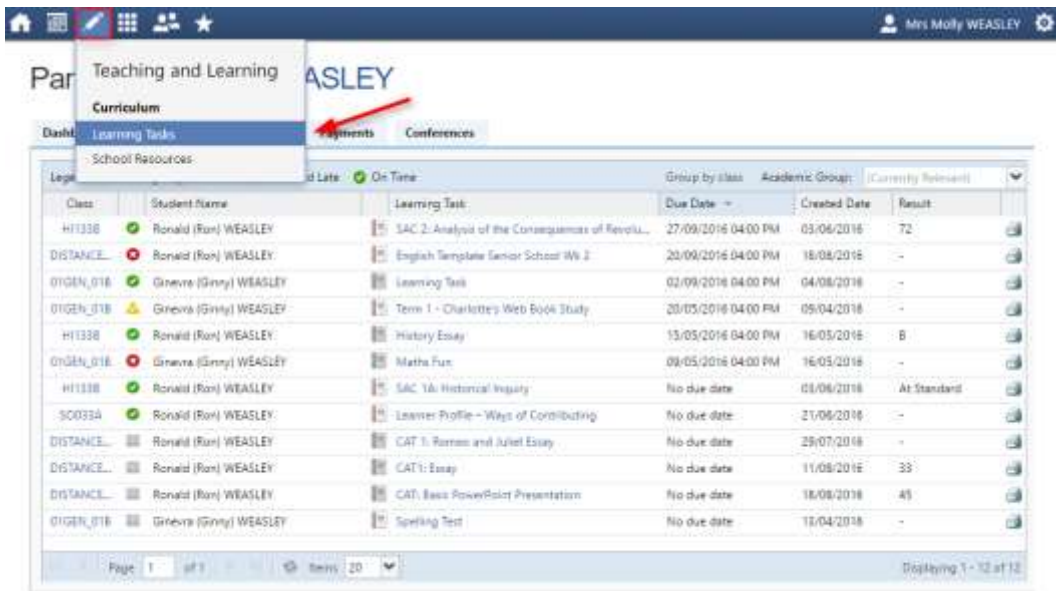 Mrs Molly WEASLEY
Par WEASLEY
Teaching and Learning
Curriculum
Learning Tasks
School Resources
Dashb Payments Conferences
Lege d Late On Time Group by class Academic Group: (Currently Relevant)
Class Student Name Learning Task Due Date Created Date Result
HI133B Ronald (Ron) WEASLEY SAC 2: Analysis of the Consequences of Revolu... 27/09/2016 04:00 PM 03/06/2016 72
DISTANCE... Ronald (Ron) WEASLEY English Template Senior School Wk 2 20/09/2016 04:00 PM 18/08/2016 -
01GEN_01B Ginevra (Ginny) WEASLEY Learning Task 02/09/2016 04:00 PM 04/08/2016 -
01GEN_01B Ginevra (Ginny) WEASLEY Term 1 - Charlotte's Web Book Study 20/05/2016 04:00 PM 09/04/2016 -
HI133B Ronald (Ron) WEASLEY History Essay 15/05/2016 04:00 PM 16/05/2016 B
01GEN_01B Ginevra (Ginny) WEASLEY Maths Fun 09/05/2016 04:00 PM 16/05/2016 -
HI133B Ronald (Ron) WEASLEY SAC 1A: Historical Inquiry No due date 03/06/2016 At Standard
SO033A Ronald (Ron) WEASLEY Learner Profile - Ways of Contributing No due date 21/06/2016 -
DISTANCE... Ronald (Ron) WEASLEY CAT 1: Romeo and Juliet Essay No due date 29/07/2016 -
DISTANCE... Ronald (Ron) WEASLEY CAT1: Essay No due date 11/08/2016 33
DISTANCE... Ronald (Ron) WEASLEY CAT: Basic PowerPoint Presentation No due date 18/08/2016 45
01GEN_01B Ginevra (Ginny) WEASLEY Spelling Test No due date 13/04/2016 -
Page 1 of 1 Items 20 Displaying 1 - 12 of 12